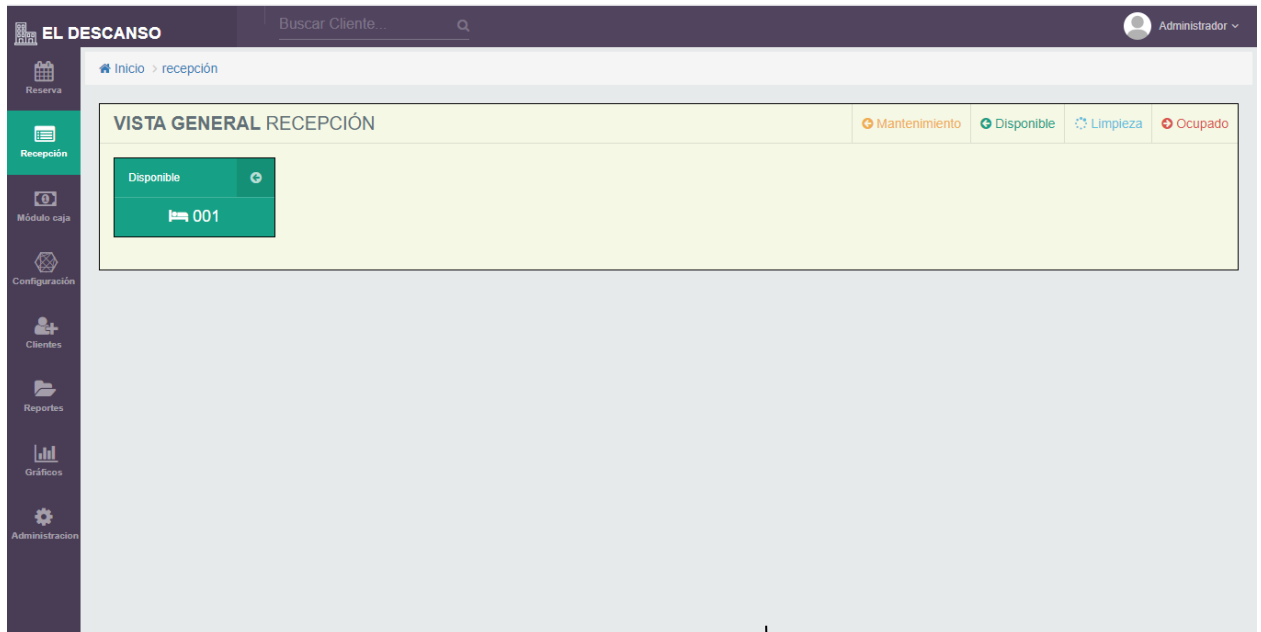 EL DESCANSO
Buscar Cliente...
Administrador
Inicio > recepción
Reserva
Recepción
Módulo caja
Configuración
Clientes
Reportes
Gráficos
Administracion
VISTA GENERAL RECEPCIÓN
Mantenimiento
Disponible
Limpieza
Ocupado
Disponible
001